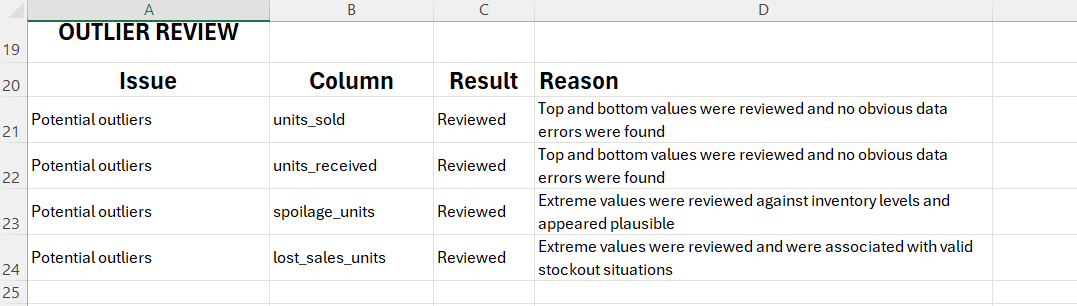 A B C D
19 OUTLIER REVIEW
20 Issue Column Result Reason
21 Potential outliers units_sold Reviewed Top and bottom values were reviewed and no obvious data
errors were found
22 Potential outliers units_received Reviewed Top and bottom values were reviewed and no obvious data
errors were found
23 Potential outliers spoilage_units Reviewed Extreme values were reviewed against inventory levels and
appeared plausible
24 Potential outliers lost_sales_units Reviewed Extreme values were reviewed and were associated with valid
stockout situations
25